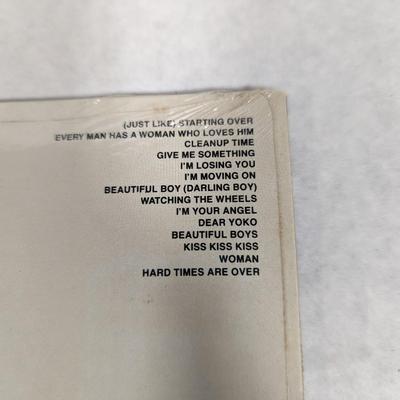 (JUST LIKE) STARTING OVER
EVERY MAN HAS A WOMAN WHO LOVES HIM
CLEANUP TIME
GIVE ME SOMETHING
I'M LOSING YOU
I'M MOVING ON
BEAUTIFUL BOY (DARLING BOY)
WATCHING THE WHEELS
I'M YOUR ANGEL
DEAR YOKO
BEAUTIFUL BOYS
KISS KISS KISS
WOMAN
HARD TIMES ARE OVER